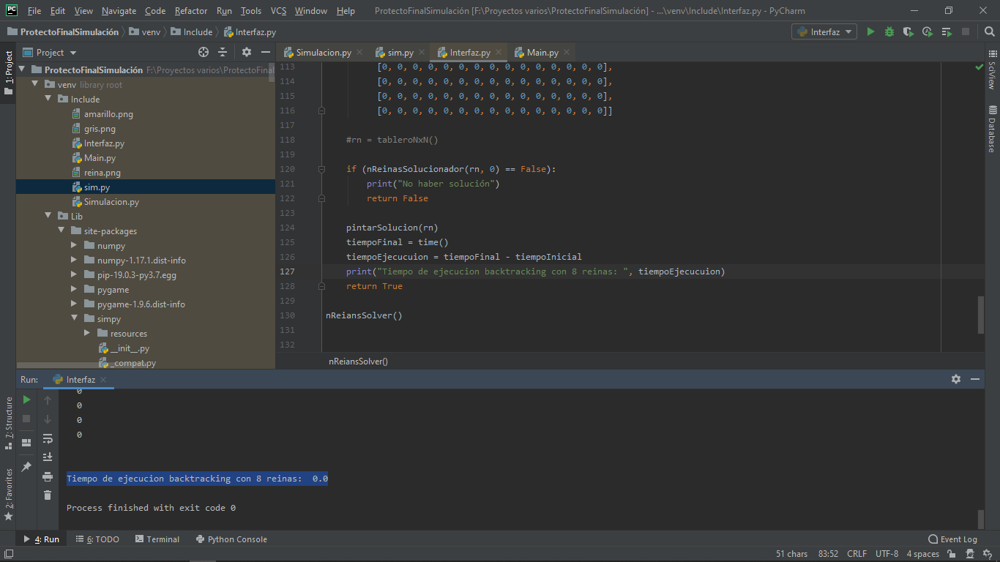 PC File Edit View Navigate Code Refactor Run Tools VCS Window Help ProtectoFinalSimulación [F:\Proyectos varios\ProtectoFinalSimulación] - ...\venv\Include\Interfaz.py - PyCharm
ProtectoFinalSimulación venv Include Interfaz.py Interfaz
1: Project
Project
ProtectoFinalSimulación F:\Proyectos varios\ProtectoFinal
venv library root
Include
amarillo.png
gris.png
Interfaz.py
Main.py
reina.png
sim.py
Simulacion.py
Lib
site-packages
numpy
numpy-1.17.1.dist-info
pip-19.0.3-py3.7.egg
pygame
pygame-1.9.6.dist-info
simpy
resources
__init__.py
_compat.py
Simulacion.py sim.py Interfaz.py Main.py
113 [0, 0, 0, 0, 0, 0, 0, 0, 0, 0, 0, 0, 0, 0, 0],
114 [0, 0, 0, 0, 0, 0, 0, 0, 0, 0, 0, 0, 0, 0, 0],
115 [0, 0, 0, 0, 0, 0, 0, 0, 0, 0, 0, 0, 0, 0, 0],
116 [0, 0, 0, 0, 0, 0, 0, 0, 0, 0, 0, 0, 0, 0, 0]]
117
118 #rn = tableroNxN()
119
120 if (nReinasSolucionador(rn, 0) == False):
121 print("No haber solución")
122 return False
123
124 pintarSolucion(rn)
125 tiempoFinal = time()
126 tiempoEjecucuion = tiempoFinal - tiempoInicial
127 print("Tiempo de ejecucion backtracking con 8 reinas: ", tiempoEjecucuion)
128 return True
129
130 nReiansSolver()
131
132
nReiansSolver()
SciView
Database
Run: Interfaz
0
0
0
0
Tiempo de ejecucion backtracking con 8 reinas:  0.0
Process finished with exit code 0
7: Structure
2: Favorites
4: Run 6: TODO Terminal Python Console Event Log
51 chars 83:52 CRLF UTF-8 4 spaces